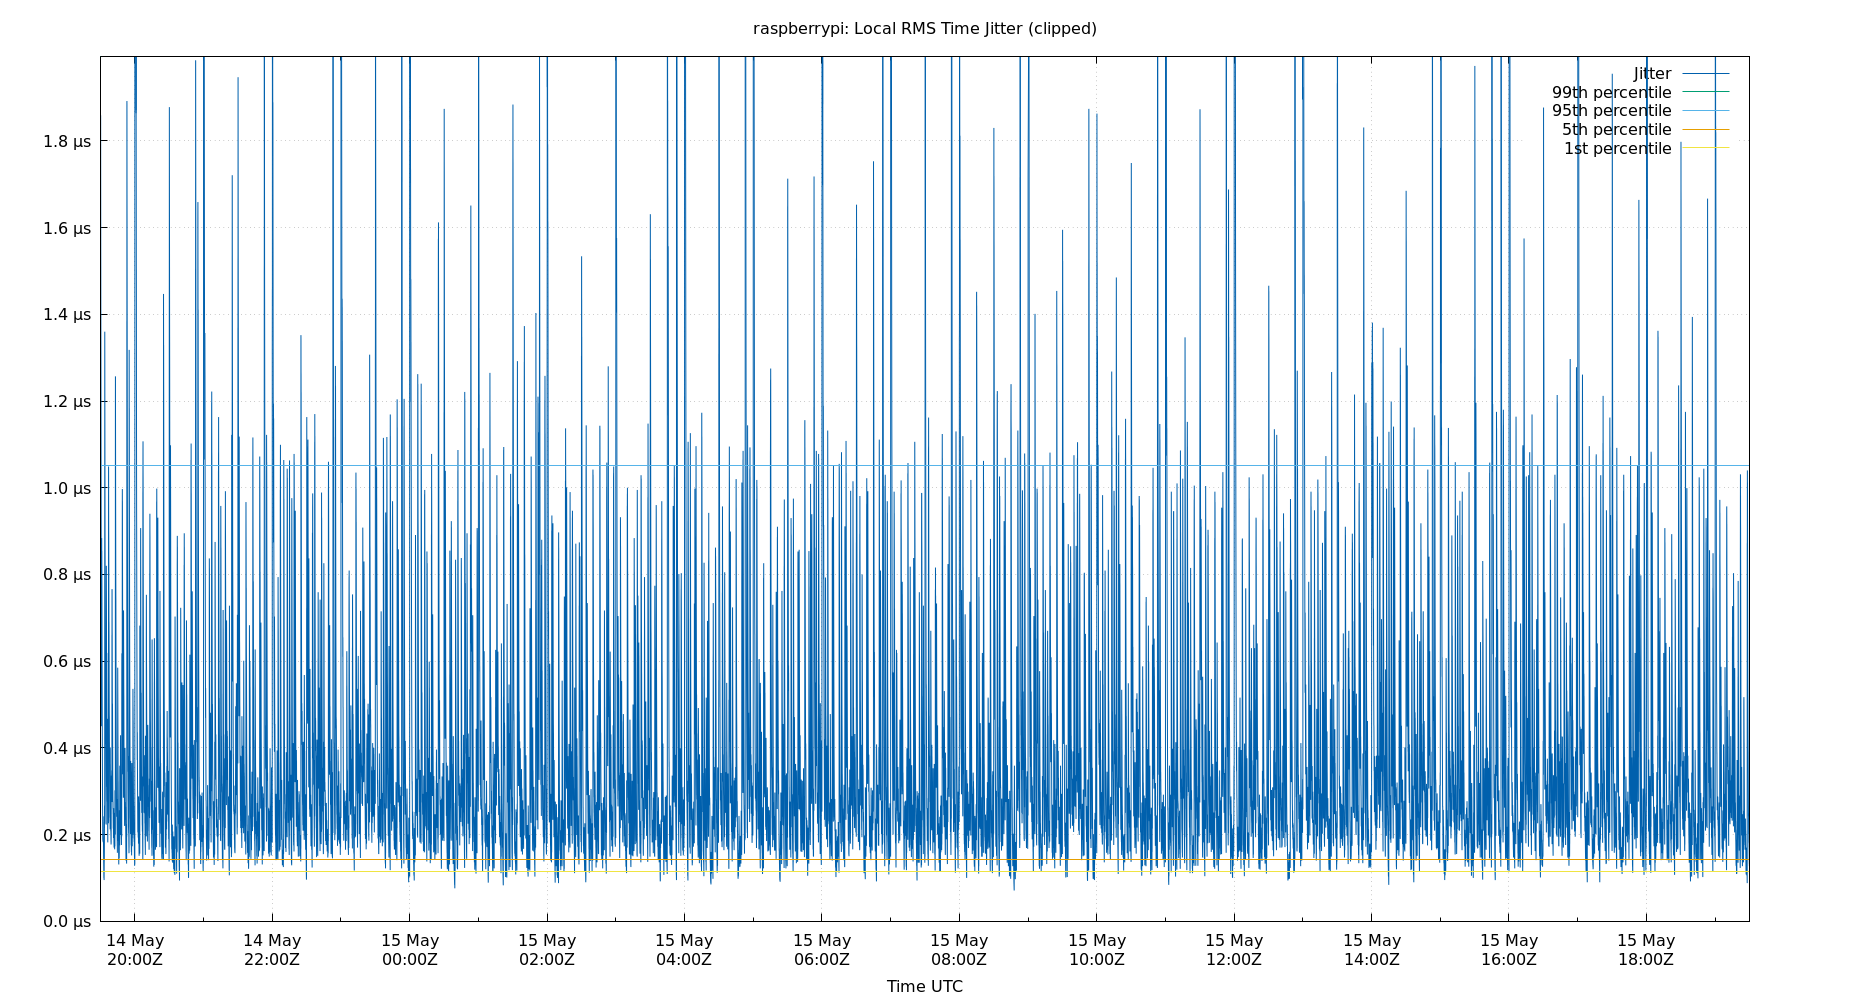 raspberrypi: Local RMS Time Jitter (clipped)
Jitter
99th percentile
95th percentile
5th percentile
1st percentile
1.8 µs
1.6 µs
1.4 µs
1.2 µs
1.0 µs
0.8 µs
0.6 µs
0.4 µs
0.2 µs
0.0 µs
14 May 14 May 15 May 15 May 15 May 15 May 15 May 15 May 15 May 15 May 15 May 15 May
20:00Z 22:00Z 00:00Z 02:00Z 04:00Z 06:00Z 08:00Z 10:00Z 12:00Z 14:00Z 16:00Z 18:00Z
Time UTC